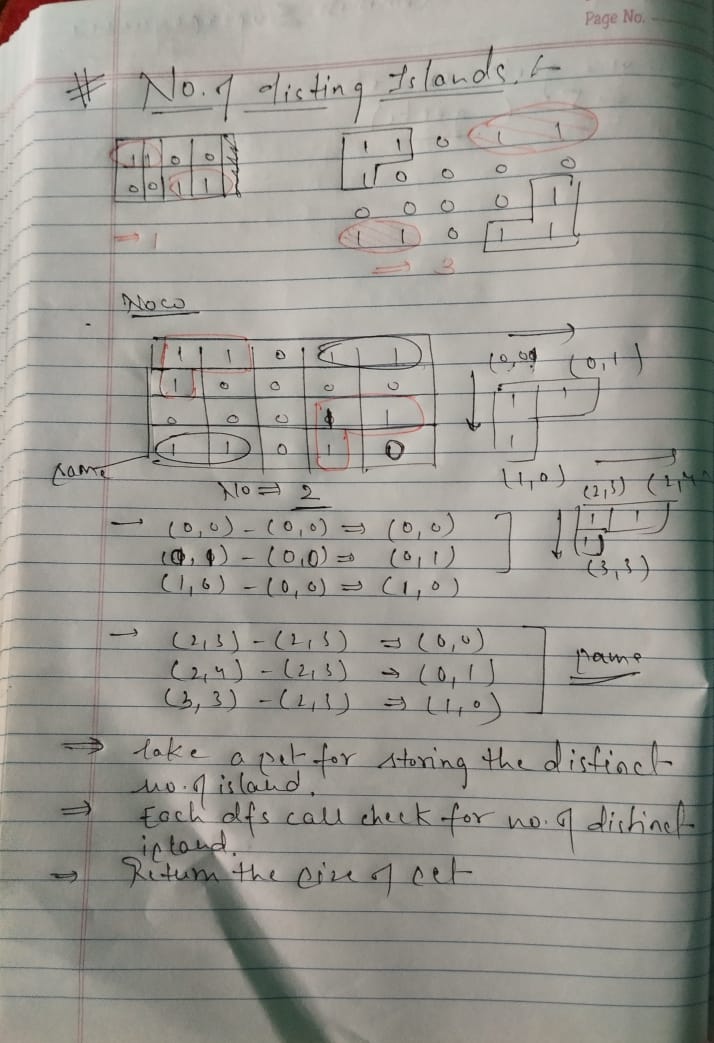 Page No.
# No. of disting Islands. :-
1 1 0 0
0 0 1 1
→ 1
1 1 0 1 1
1 0 0 0 0
0 0 0 0 1
1 1 0 1 1
⇒ 3
Now
1 1 0 1 1
1 0 0 0 0
0 0 0 1 1
1 1 0 1 0
same
No ⇒ 2
(0,0) (0,1)
1 1
1
(1,0)
(2,3) (2,4)
1 1
1
(3,3)
→ (0,0) - (0,0) ⇒ (0,0)
(0,1) - (0,0) ⇒ (0,1)
(1,0) - (0,0) ⇒ (1,0)
→ (2,3) - (2,3) ⇒ (0,0)
(2,4) - (2,3) → (0,1)
(3,3) - (2,3) ⇒ (1,0)
same
⇒ take a set for storing the distinct
no. of island.
⇒ Each dfs call check for no. of distinct
island.
⇒ Return the size of set